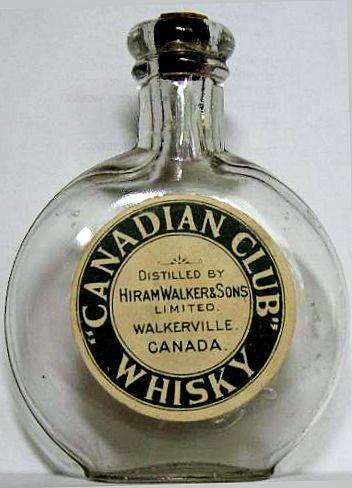 "CANADIAN CLUB"
DISTILLED BY
HIRAM WALKER & SONS
LIMITED.
WALKERVILLE.
CANADA.
WHISKY